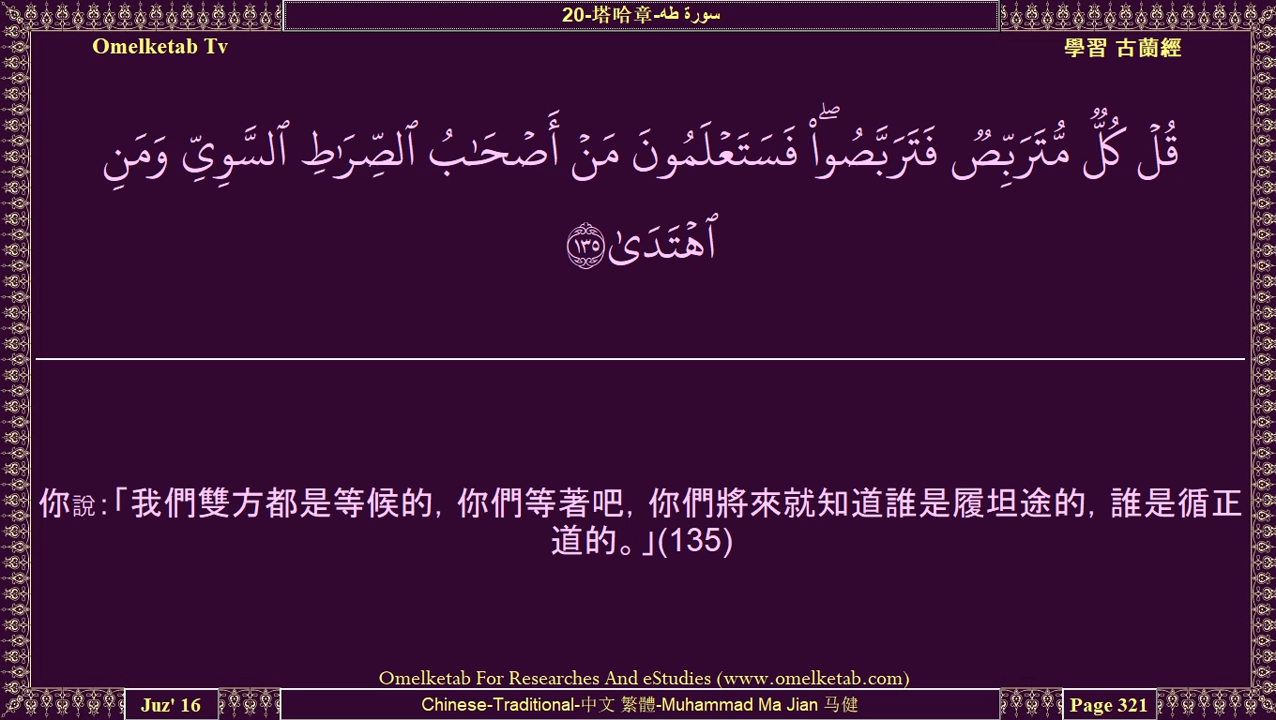 20-塔哈章-سورة طه
Omelketab Tv
學習 古蘭經
قُلْ كُلٌّ مُّتَرَبِّصٌ فَتَرَبَّصُوا۟ ۖ فَسَتَعْلَمُونَ مَنْ أَصْحَـٰبُ ٱلصِّرَٰطِ ٱلسَّوِىِّ وَمَنِ
ٱهْتَدَىٰ ١٣٥
你說:「我們雙方都是等候的, 你們等著吧, 你們將來就知道誰是履坦途的, 誰是循正
道的。」(135)
Omelketab For Researches And eStudies (www.omelketab.com)
Juz' 16
Chinese-Traditional-中文 繁體-Muhammad Ma Jian 马健
Page 321